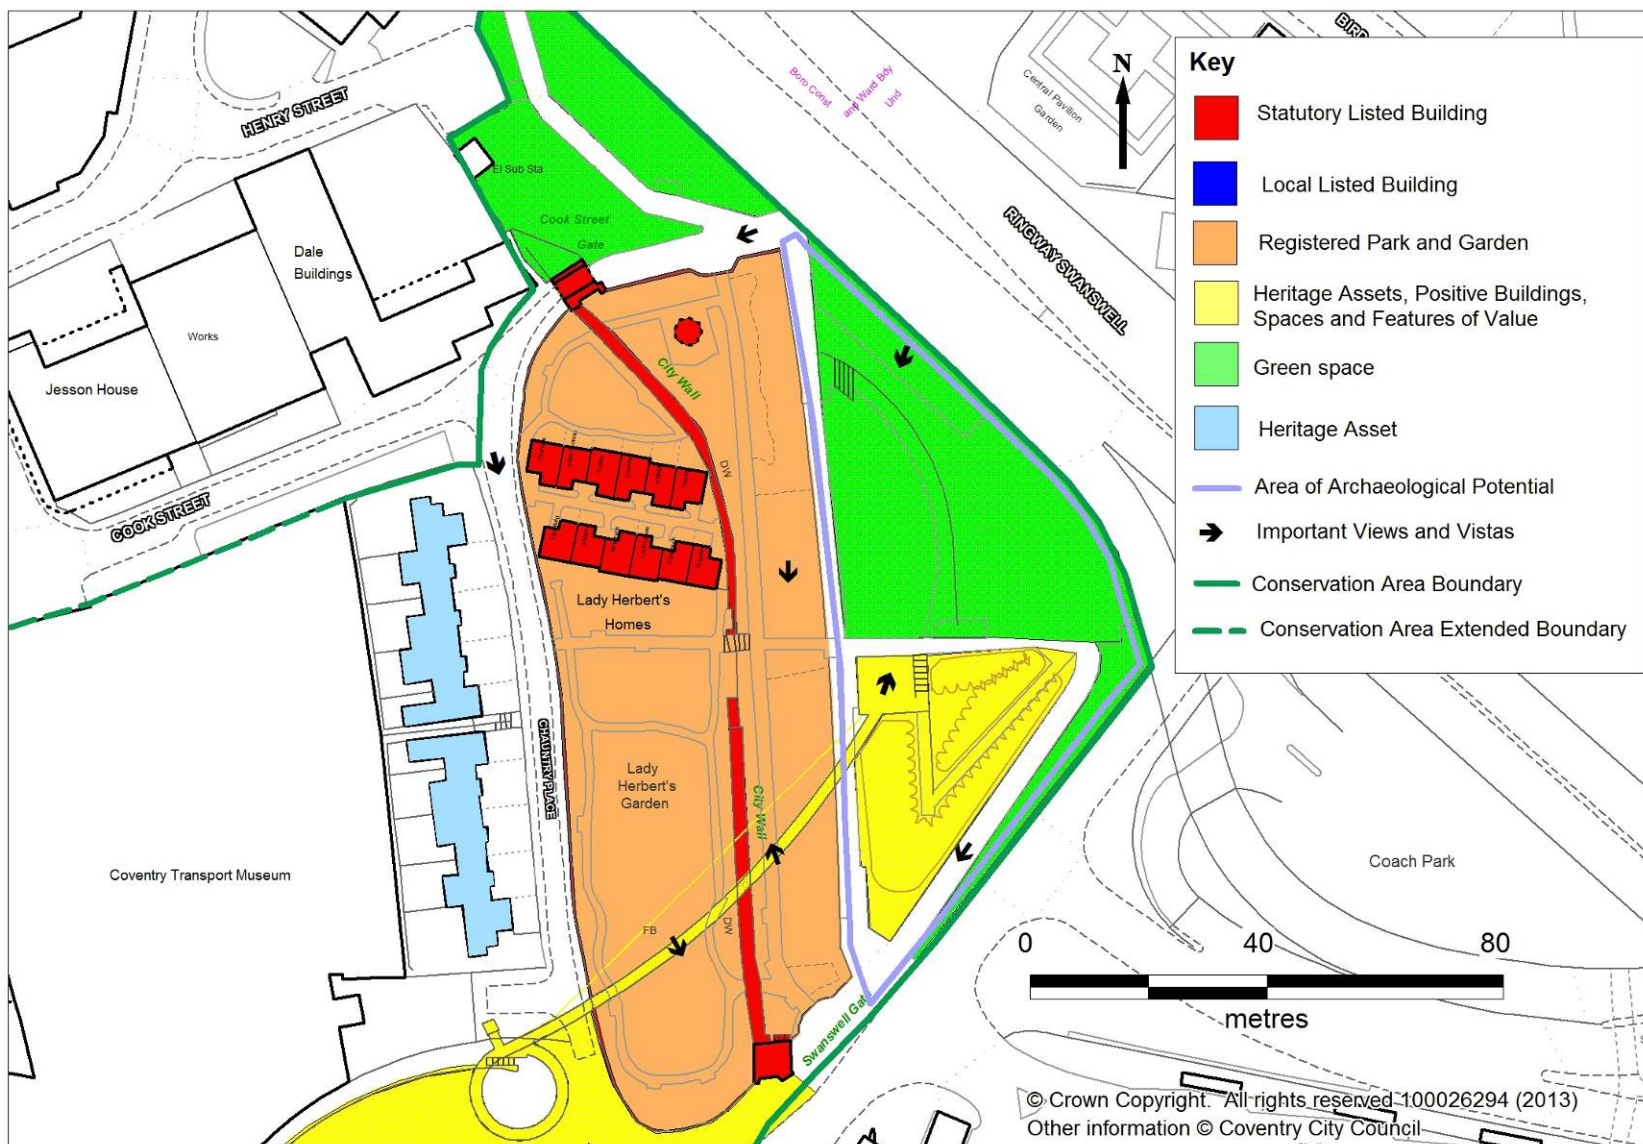 BIRD
Key
N
Boro Const
and Ward Bdy
Und
Central Pavilion
Garden
HENRY STREET
Statutory Listed Building
El Sub Sta
Local Listed Building
Cook Street
Gate
RINGWAY SWANSWELL
Registered Park and Garden
Dale
Buildings
Heritage Assets, Positive Buildings,
Spaces and Features of Value
Works
Green space
City Wall
Jesson House
Heritage Asset
DW
Area of Archaeological Potential
COOK STREET
Important Views and Vistas
Conservation Area Boundary
Lady Herbert's
Homes
Conservation Area Extended Boundary
CHAUNTRY PLACE
Lady
Herbert's
Garden
City Wall
Coventry Transport Museum
Coach Park
FB
DW
0 40 80
metres
Swanswell Gate
© Crown Copyright. All rights reserved 100026294 (2013)
Other information © Coventry City Council